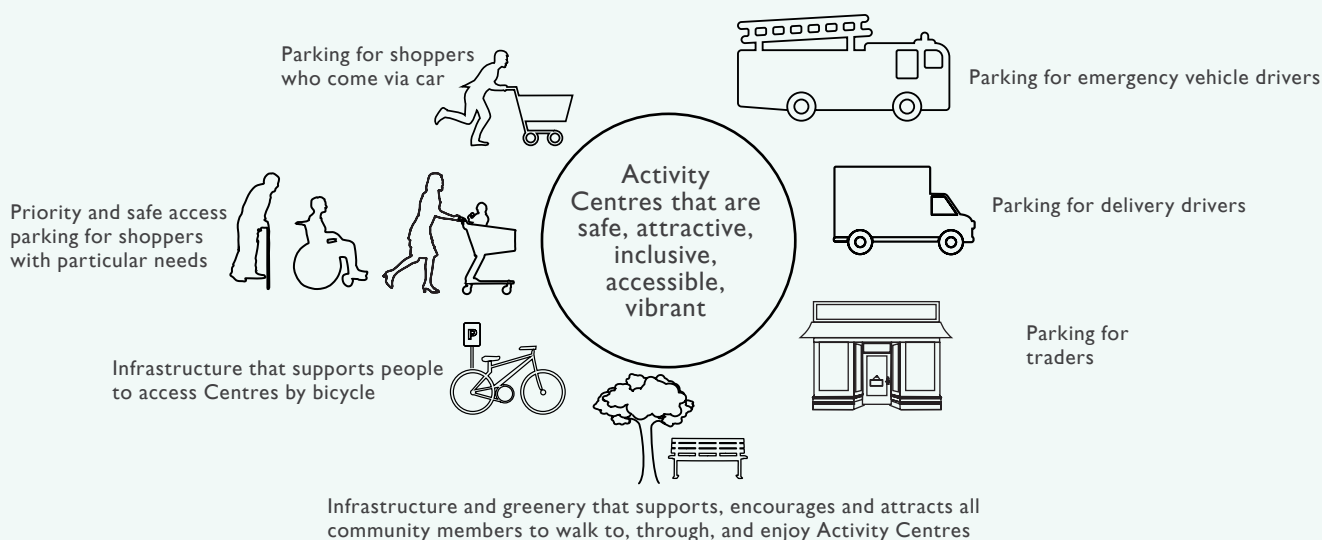 Parking for shoppers
who come via car
Parking for emergency vehicle drivers
Activity
Centres that are
safe, attractive,
inclusive,
accessible,
vibrant
Priority and safe access
parking for shoppers
with particular needs
Parking for delivery drivers
P
Infrastructure that supports people
to access Centres by bicycle
Parking for
traders
Infrastructure and greenery that supports, encourages and attracts all
community members to walk to, through, and enjoy Activity Centres